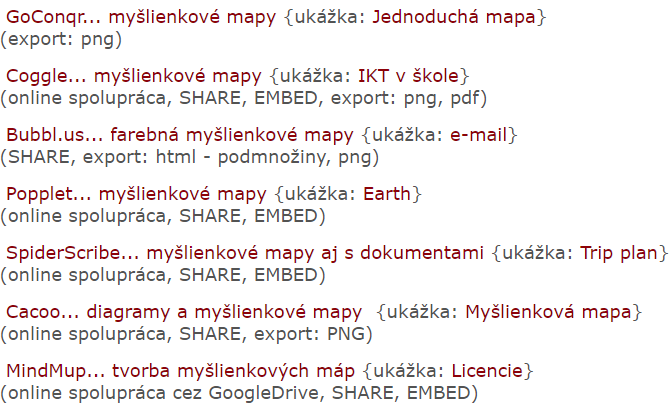 GoConqr... myšlienkové mapy {ukážka: Jednoduchá mapa}
(export: png)
Coggle... myšlienkové mapy {ukážka: IKT v škole}
(online spolupráca, SHARE, EMBED, export: png, pdf)
Bubbl.us... farebná myšlienkové mapy {ukážka: e-mail}
(SHARE, export: html - podmnožiny, png)
Popplet... myšlienkové mapy {ukážka: Earth}
(online spolupráca, SHARE, EMBED)
SpiderScribe... myšlienkové mapy aj s dokumentami {ukážka: Trip plan}
(online spolupráca, SHARE, EMBED)
Cacoo... diagramy a myšlienkové mapy  {ukážka: Myšlienková mapa}
(online spolupráca, SHARE, export: PNG)
MindMup... tvorba myšlienkových máp {ukážka: Licencie}
(online spolupráca cez GoogleDrive, SHARE, EMBED)